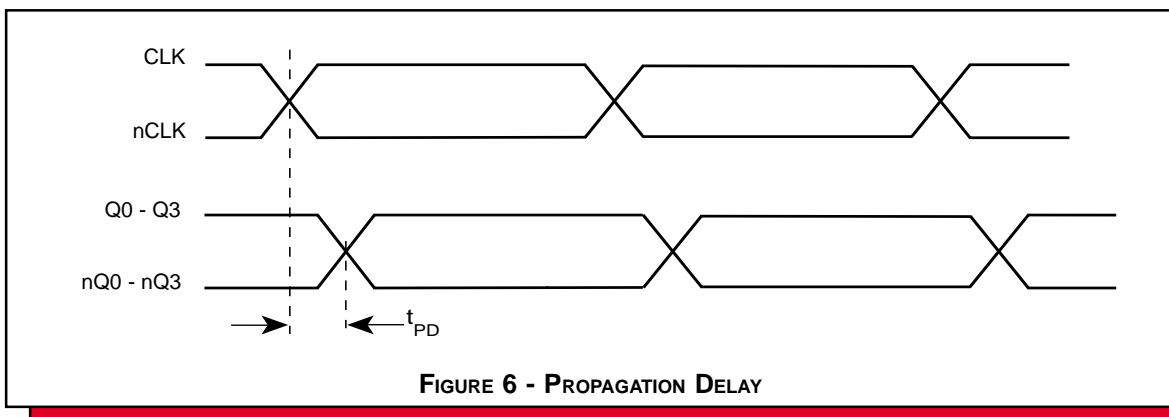 CLK
nCLK
Q0 - Q3
nQ0 - nQ3
tPD
FIGURE 6 - PROPAGATION DELAY